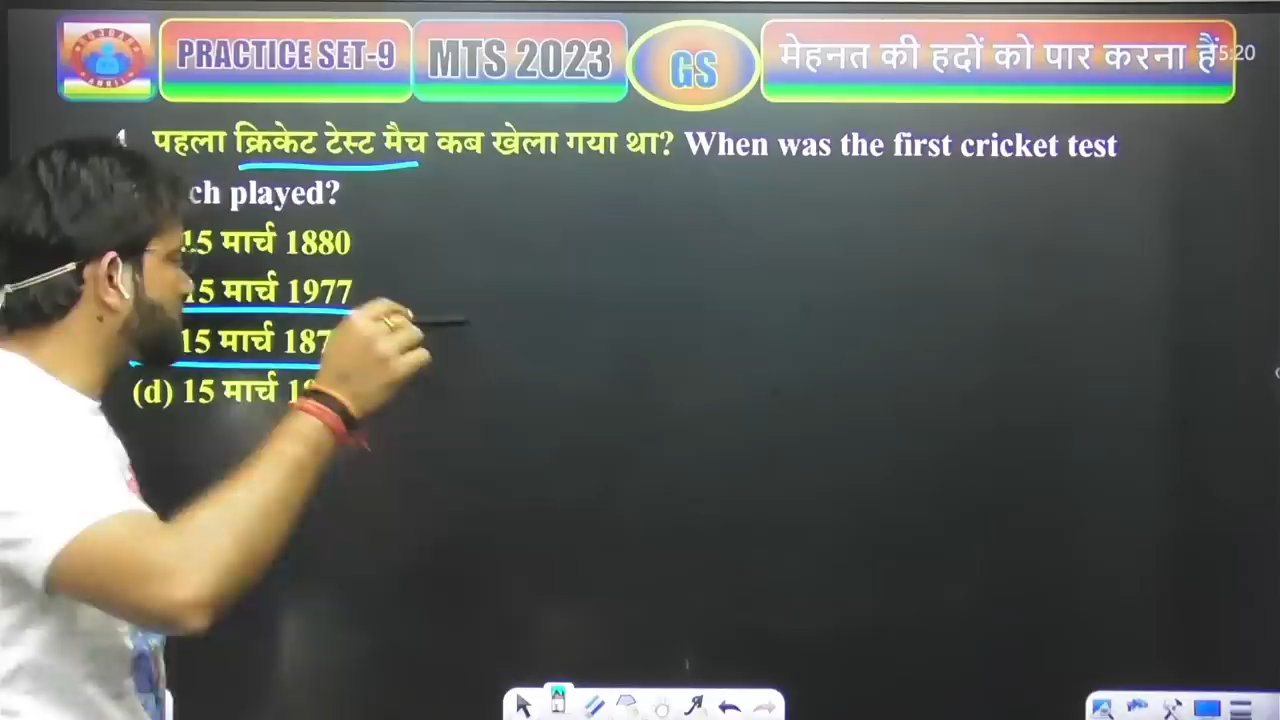 PRACTICE SET-9
MTS 2023
GS
मेहनत की हदों को पार करना हैं
5:20
पहला क्रिकेट टेस्ट मैच कब खेला गया था? When was the first cricket test
ch played?
15 मार्च 1880
15 मार्च 1977
15 मार्च 187
(d) 15 मार्च